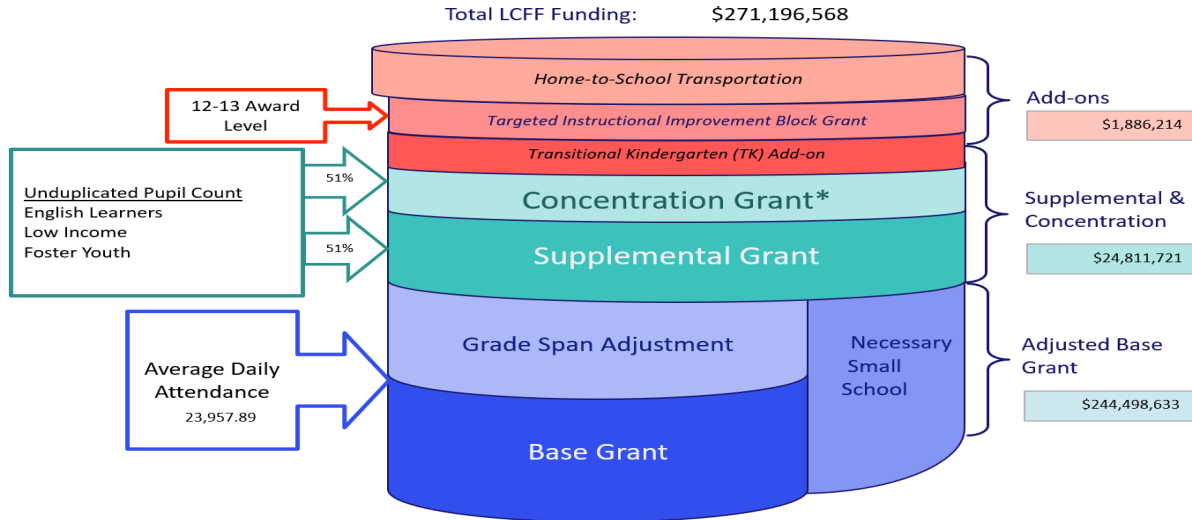 Total LCFF Funding: $271,196,568
Home-to-School Transportation
Targeted Instructional Improvement Block Grant
Transitional Kindergarten (TK) Add-on
Concentration Grant*
Supplemental Grant
Grade Span Adjustment
Base Grant
Necessary
Small
School
12-13 Award
Level
Unduplicated Pupil Count
English Learners
Low Income
Foster Youth
51%
51%
Average Daily
Attendance
23,957.89
Add-ons
$1,886,214
Supplemental &
Concentration
$24,811,721
Adjusted Base
Grant
$244,498,633